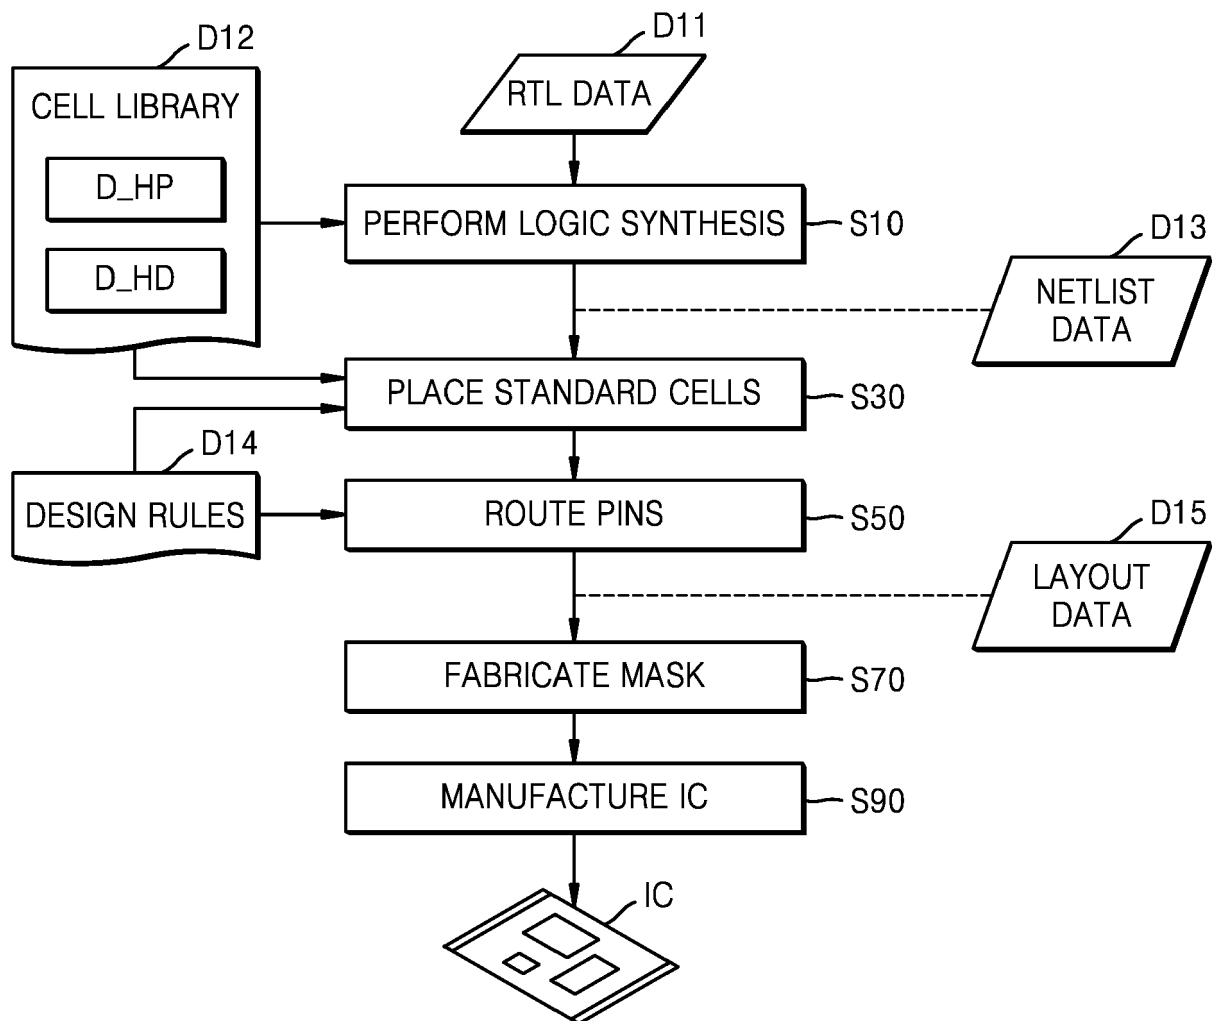 D12
D11
CELL LIBRARY
RTL DATA
D_HP
PERFORM LOGIC SYNTHESIS
S10
D13
D_HD
NETLIST
DATA
PLACE STANDARD CELLS
S30
D14
DESIGN RULES
ROUTE PINS
S50
D15
LAYOUT
DATA
FABRICATE MASK
S70
MANUFACTURE IC
S90
IC